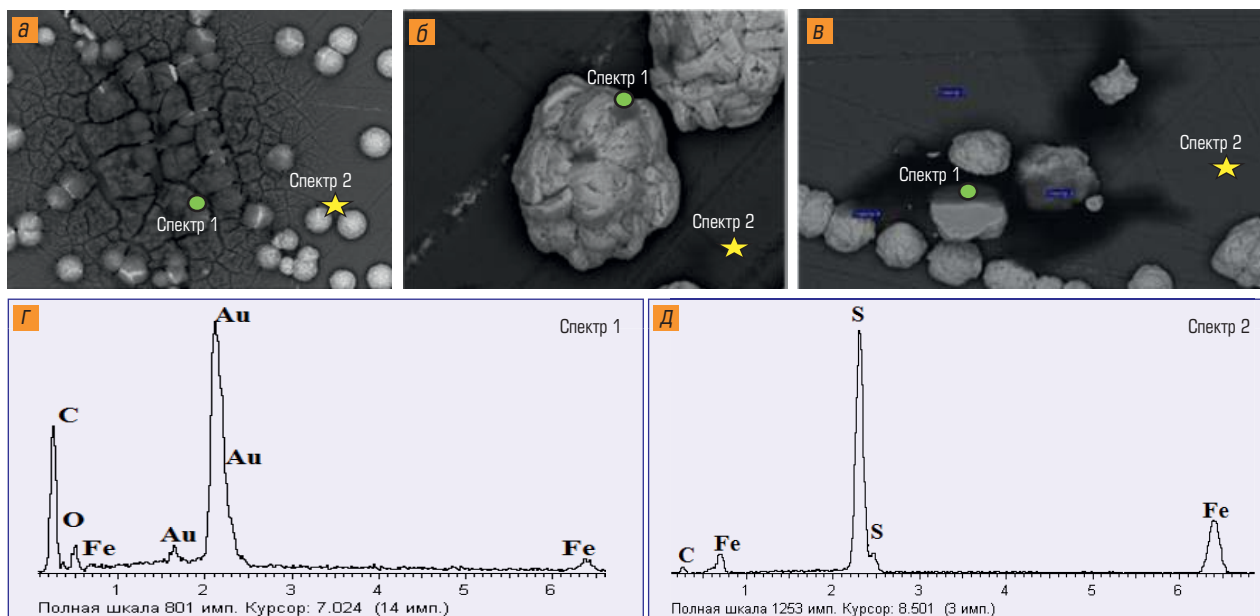 а
Спектр 2
Спектр 1
б
Спектр 1
Спектр 2
в
Спектр 2
Спектр 1
Г
Au
Спектр 1
C
Au
O
Fe
Au
Fe
1 2 3 4 5 6
Полная шкала 801 имп. Курсор: 7.024 (14 имп.)
Д
S
Спектр 2
Fe
S
Fe
C
1 2 3 4 5 6
Полная шкала 1253 имп. Курсор: 8.501 (3 имп.)